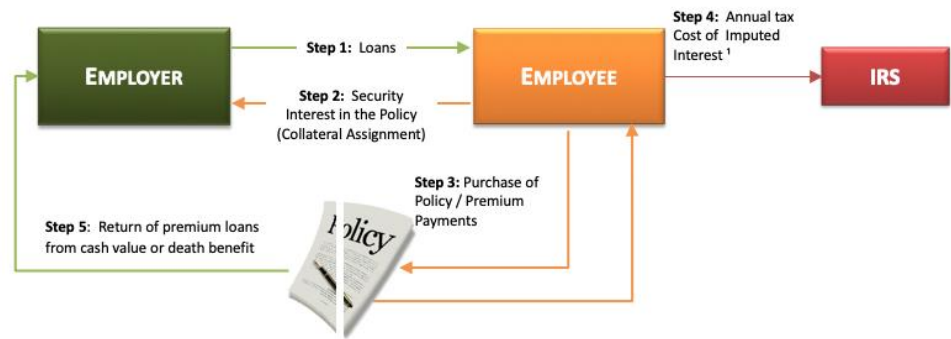 EMPLOYER
Step 1: Loans
EMPLOYEE
Step 4: Annual tax
Cost of Imputed
Interest ¹
IRS
Step 2: Security
Interest in the Policy
(Collateral Assignment)
Step 3: Purchase of
Policy / Premium
Payments
Step 5: Return of premium loans
from cash value or death benefit
Policy